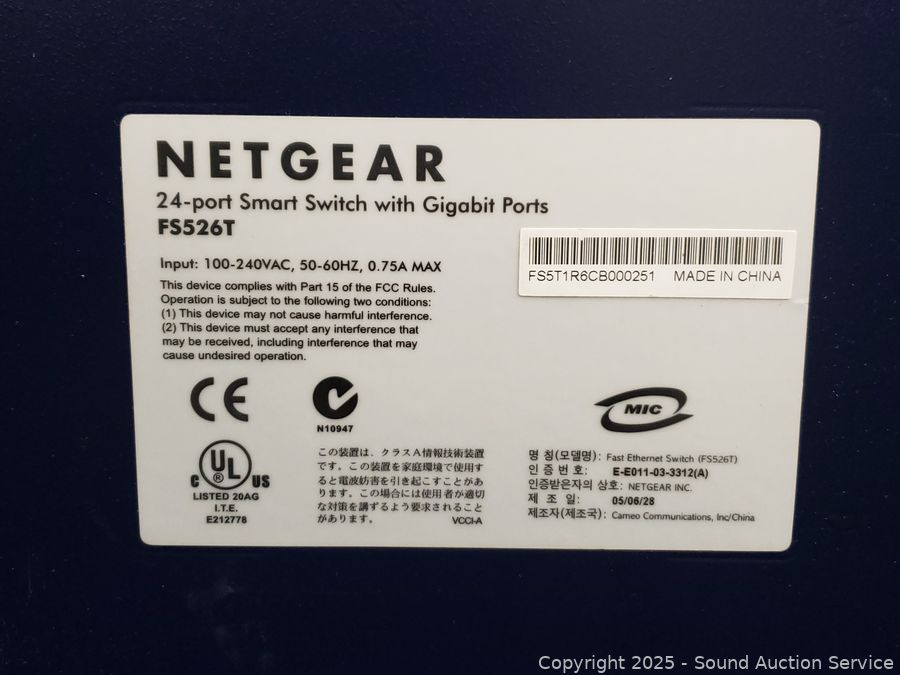 NETGEAR
24-port Smart Switch with Gigabit Ports
FS526T
FS5T1R6CB000251 MADE IN CHINA
Input: 100-240VAC, 50-60HZ, 0.75A MAX
This device complies with Part 15 of the FCC Rules.
Operation is subject to the following two conditions:
(1) This device may not cause harmful interference.
(2) This device must accept any interference that
may be received, including interference that may
cause undesired operation.
CE
N10947
MIC
C UL US
®
LISTED 20AG
I.T.E.
E212778
この装置は、クラスA情報技術装置
です。この装置を家庭環境で使用す
ると電波妨害を引き起こすことがあ
ります。この場合には使用者が適切
な対策を講ずるよう要求されること
があります。 VCCI-A
명 칭(모델명): Fast Ethernet Switch (FS526T)
인 증 번 호: E-E011-03-3312(A)
인증받은자의 상호: NETGEAR INC.
제 조 일: 05/06/28
제조자(제조국): Cameo Communications, Inc/China
Copyright 2025 - Sound Auction Service